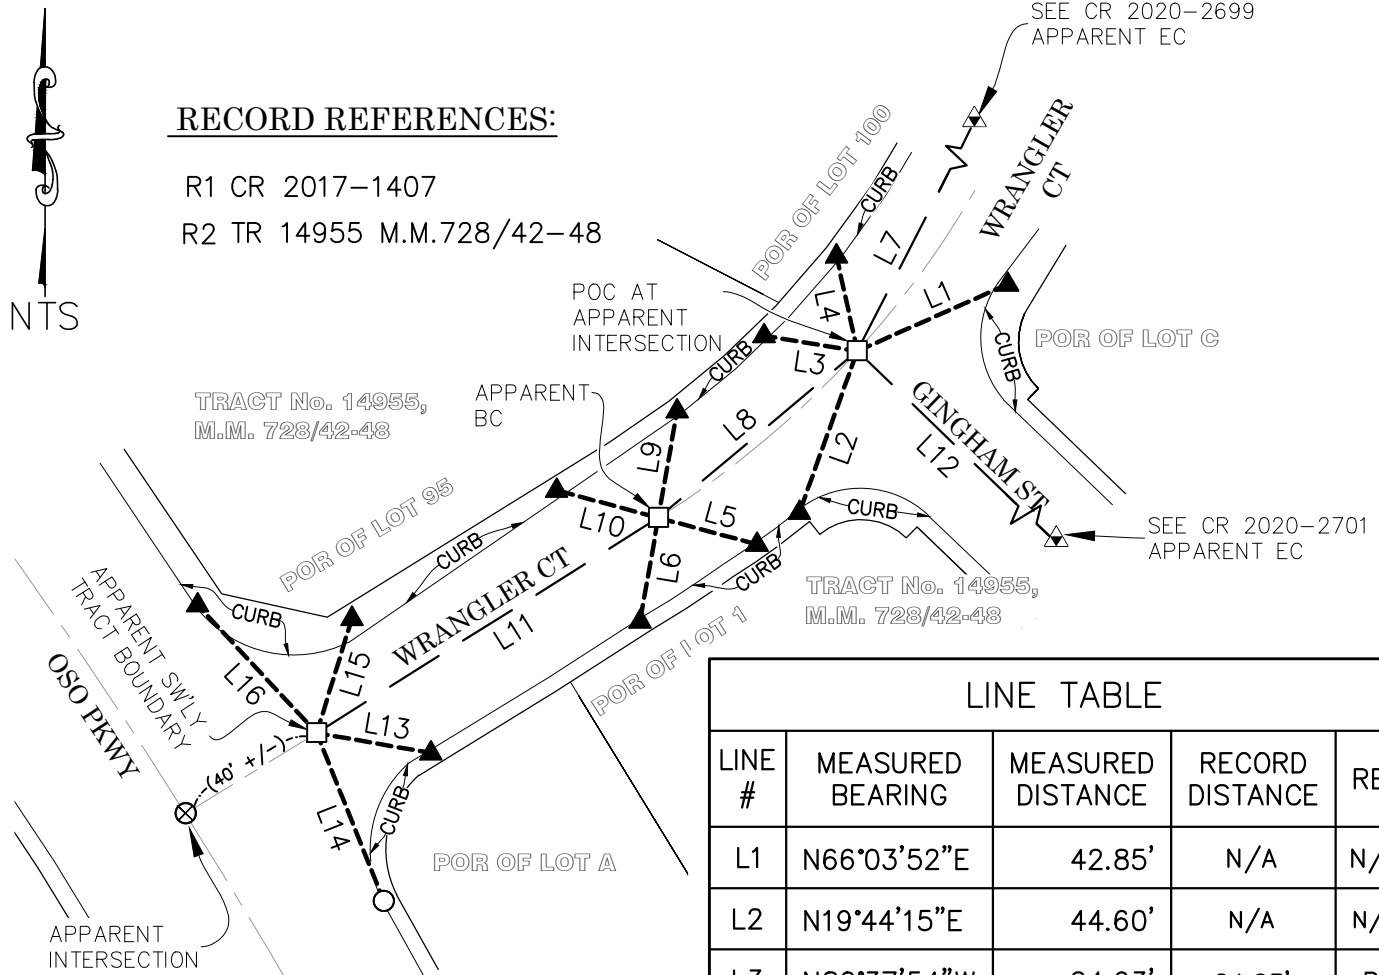 SEE CR 2020-2699
APPARENT EC
RECORD REFERENCES:
R1 CR 2017-1407
R2 TR 14955 M.M.728/42-48
NTS
POR OF LOT 100
CURB
WRANGLER
CT
L7
L4
L1
POC AT
APPARENT
INTERSECTION
L3
CURB
POR OF LOT C
CURB
TRACT No. 14955,
M.M. 728/42-48
APPARENT
BC
L8
L2
GINGHAM ST
L12
L9
L10
L5
CURB
SEE CR 2020-2701
APPARENT EC
POR OF LOT 95
CURB
L6
CURB
TRACT No. 14955,
M.M. 728/42-48
WRANGLER CT
L11
CURB
APPARENT SW'LY
TRACT BOUNDARY
L16
L15
L13
POR OF LOT 1
OSO PKWY
(40' +/-)
L14
CURB
POR OF LOT A
APPARENT
INTERSECTION
LINE TABLE
LINE # MEASURED BEARING MEASURED DISTANCE RECORD DISTANCE
L1 N66°03'52"E 42.85' N/A
L2 N19°44'15"E 44.60' N/A
L3